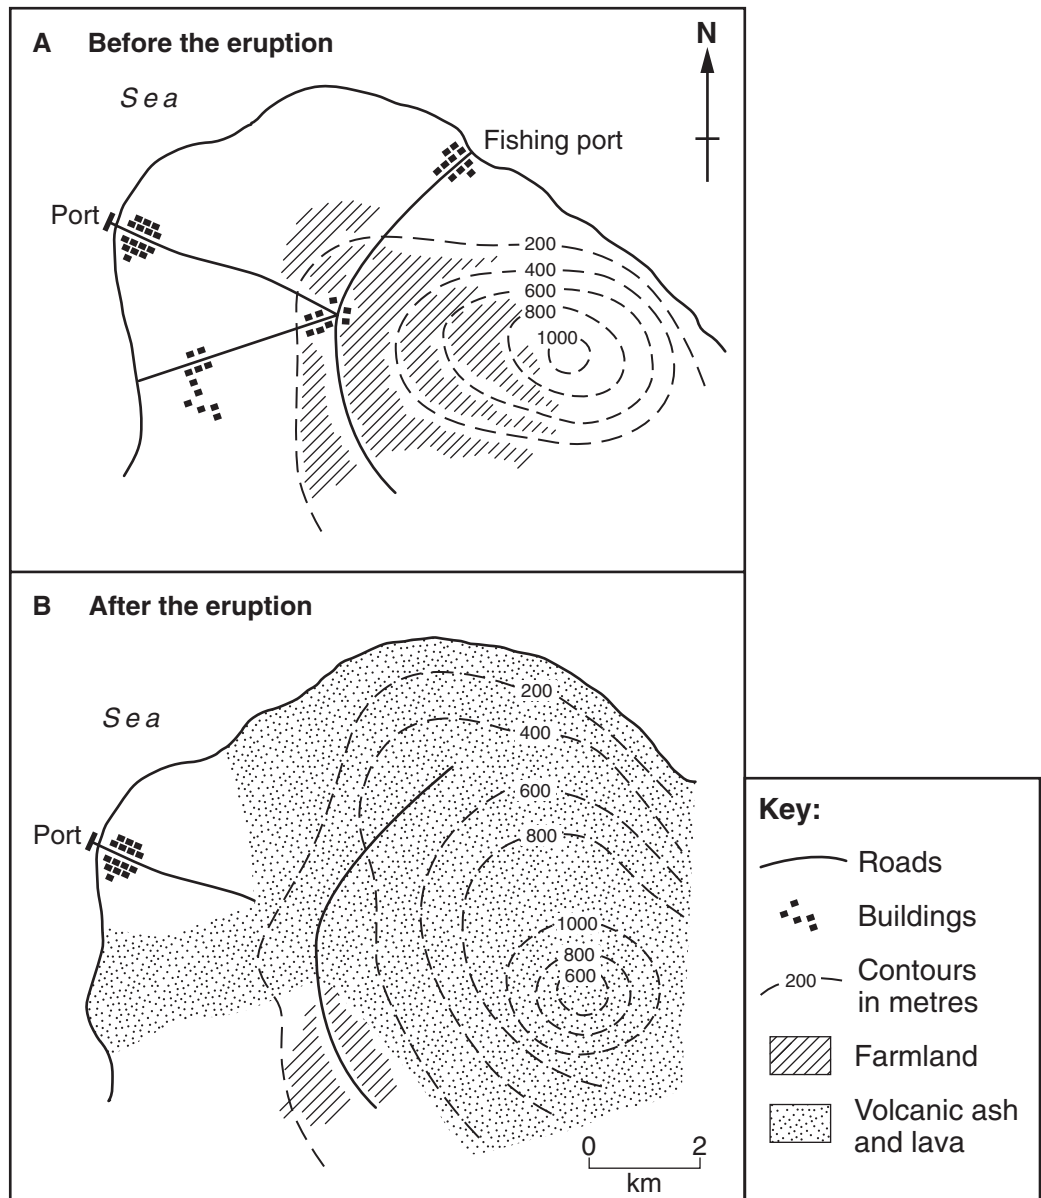 A Before the eruption
N
Sea
Fishing port
Port
200
400
600
800
1000
B After the eruption
Sea
200
400
600
800
Port
1000
800
600
0 2
km
Key:
Roads
Buildings
200
Contours
in metres
Farmland
Volcanic ash
and lava